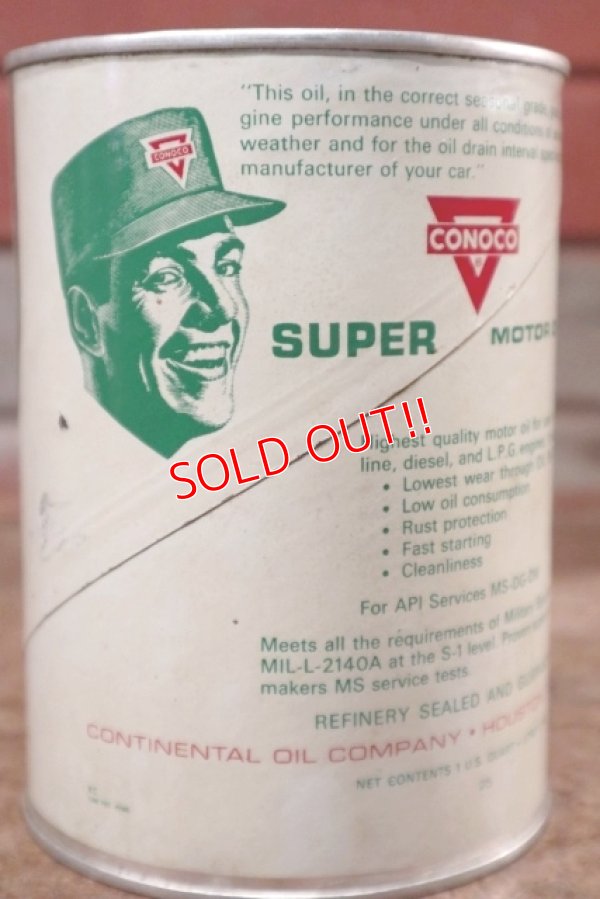 "This oil, in the correct seasonal grade,
gine performance under all conditions of
weather and for the oil drain interval
manufacturer of your car."
CONOCO
CONOCO
SUPER MOTOR
SOLD OUT!!
Highest quality motor oil for
line, diesel, and L.P.G.
• Lowest wear through
• Low oil consumption
• Rust protection
• Fast starting
• Cleanliness
For API Services MS-DG-DM
Meets all the requirements of Military
MIL-L-2140A at the S-1 level.
makers MS service tests.
REFINERY SEALED AND
CONTINENTAL OIL COMPANY • HOUSTON
NET CONTENTS 1 U.S. QUART